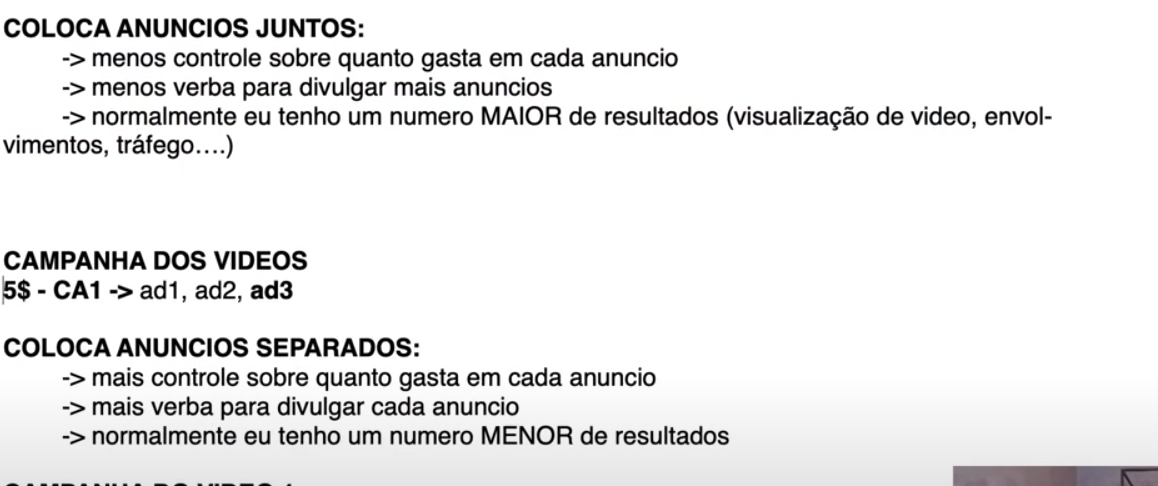 COLOCA ANUNCIOS JUNTOS:
-> menos controle sobre quanto gasta em cada anuncio
-> menos verba para divulgar mais anuncios
-> normalmente eu tenho um numero MAIOR de resultados (visualização de video, envol-
vimentos, tráfego....)
CAMPANHA DOS VIDEOS
5$ - CA1 -> ad1, ad2, ad3
COLOCA ANUNCIOS SEPARADOS:
-> mais controle sobre quanto gasta em cada anuncio
-> mais verba para divulgar cada anuncio
-> normalmente eu tenho um numero MENOR de resultados